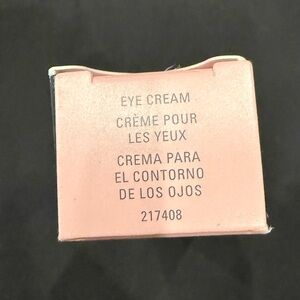 EYE CREAM
CRÈME POUR
LES YEUX
CREMA PARA
EL CONTORNO
DE LOS OJOS
217408